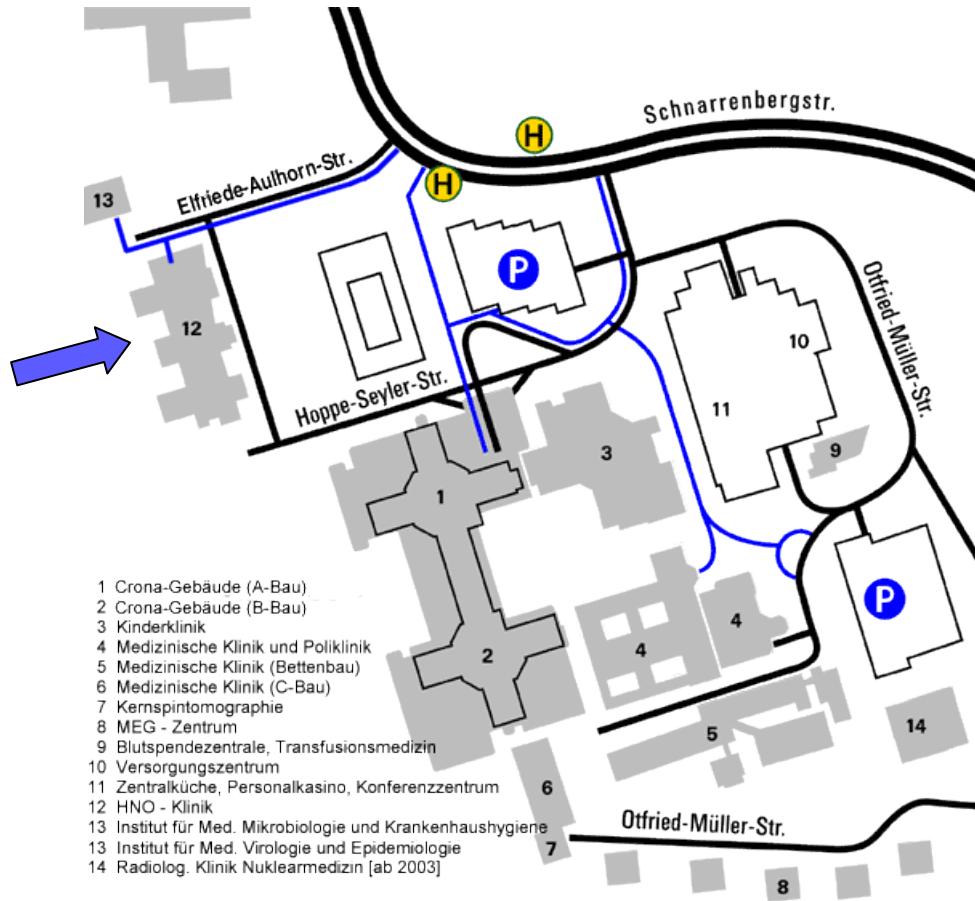 Schnarrenbergstr.
H
H
Elfriede-Aulhorn-Str.
13
P
Otfried-Müller-Str.
12
10
Hoppe-Seyler-Str.
11
9
3
1
1 Crona-Gebäude (A-Bau)
2 Crona-Gebäude (B-Bau)
3 Kinderklinik
4 Medizinische Klinik und Poliklinik
5 Medizinische Klinik (Bettenbau)
6 Medizinische Klinik (C-Bau)
7 Kernspintomographie
8 MEG - Zentrum
9 Blutspendezentrale, Transfusionsmedizin
10 Versorgungszentrum
11 Zentralküche, Personalkasino, Konferenzzentrum
12 HNO - Klinik
13 Institut für Med. Mikrobiologie und Krankenhaushygiene
13 Institut für Med. Virologie und Epidemiologie
14 Radiolog. Klinik Nuklearmedizin [ab 2003]
P
4
4
2
5
14
6
7
Otfried-Müller-Str.
8